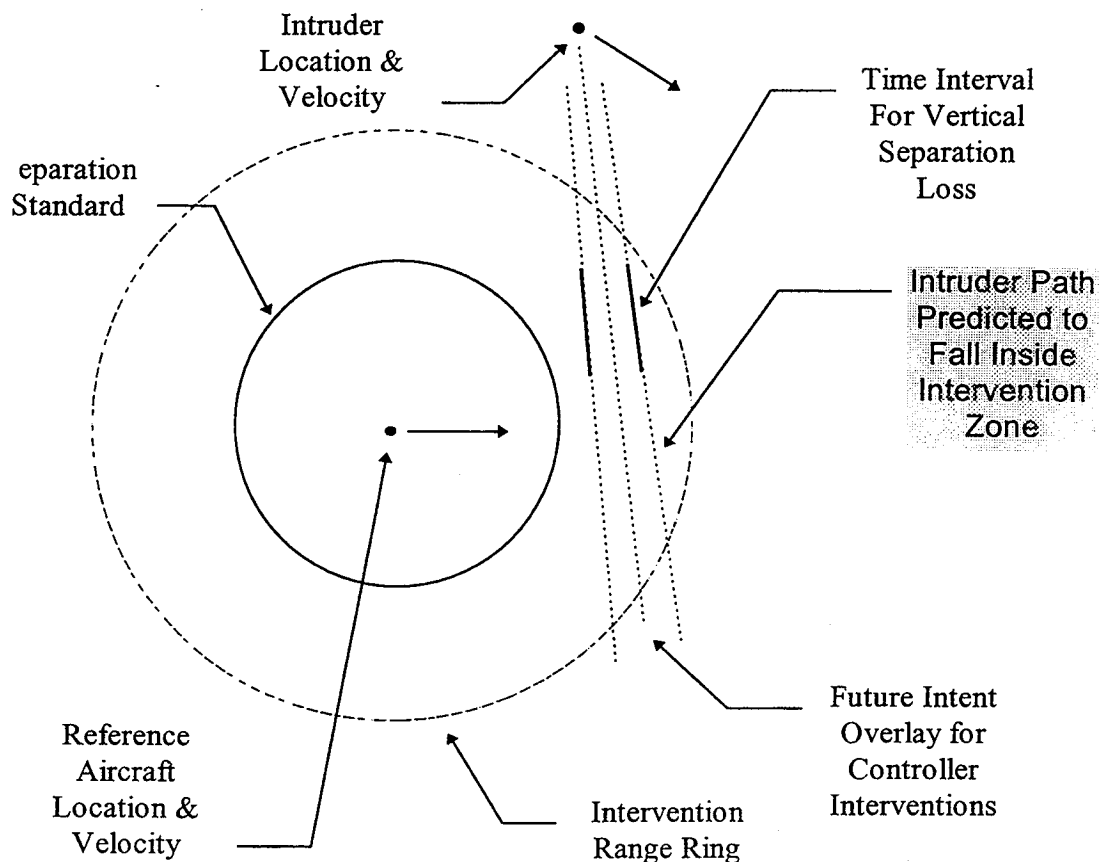 Intruder
Location &
Velocity
Time Interval
For Vertical
Separation
Loss
eparation
Standard
Intruder Path
Predicted to
Fall Inside
Intervention
Zone
Future Intent
Overlay for
Controller
Interventions
Reference
Aircraft
Location &
Velocity
Intervention
Range Ring